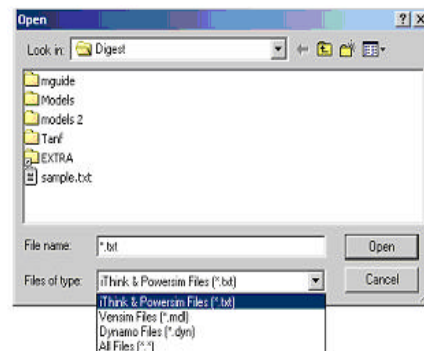 Open
Look in: Digest
mguide
Models
models 2
Tanf
EXTRA
sample.txt
File name: *.txt Open
Files of type: iThink & Powersim Files (*.txt) Cancel
iThink & Powersim Files (*.txt)
Vensim Files (*.mdl)
Dynamo Files (*.dyn)
All Files (*.*)